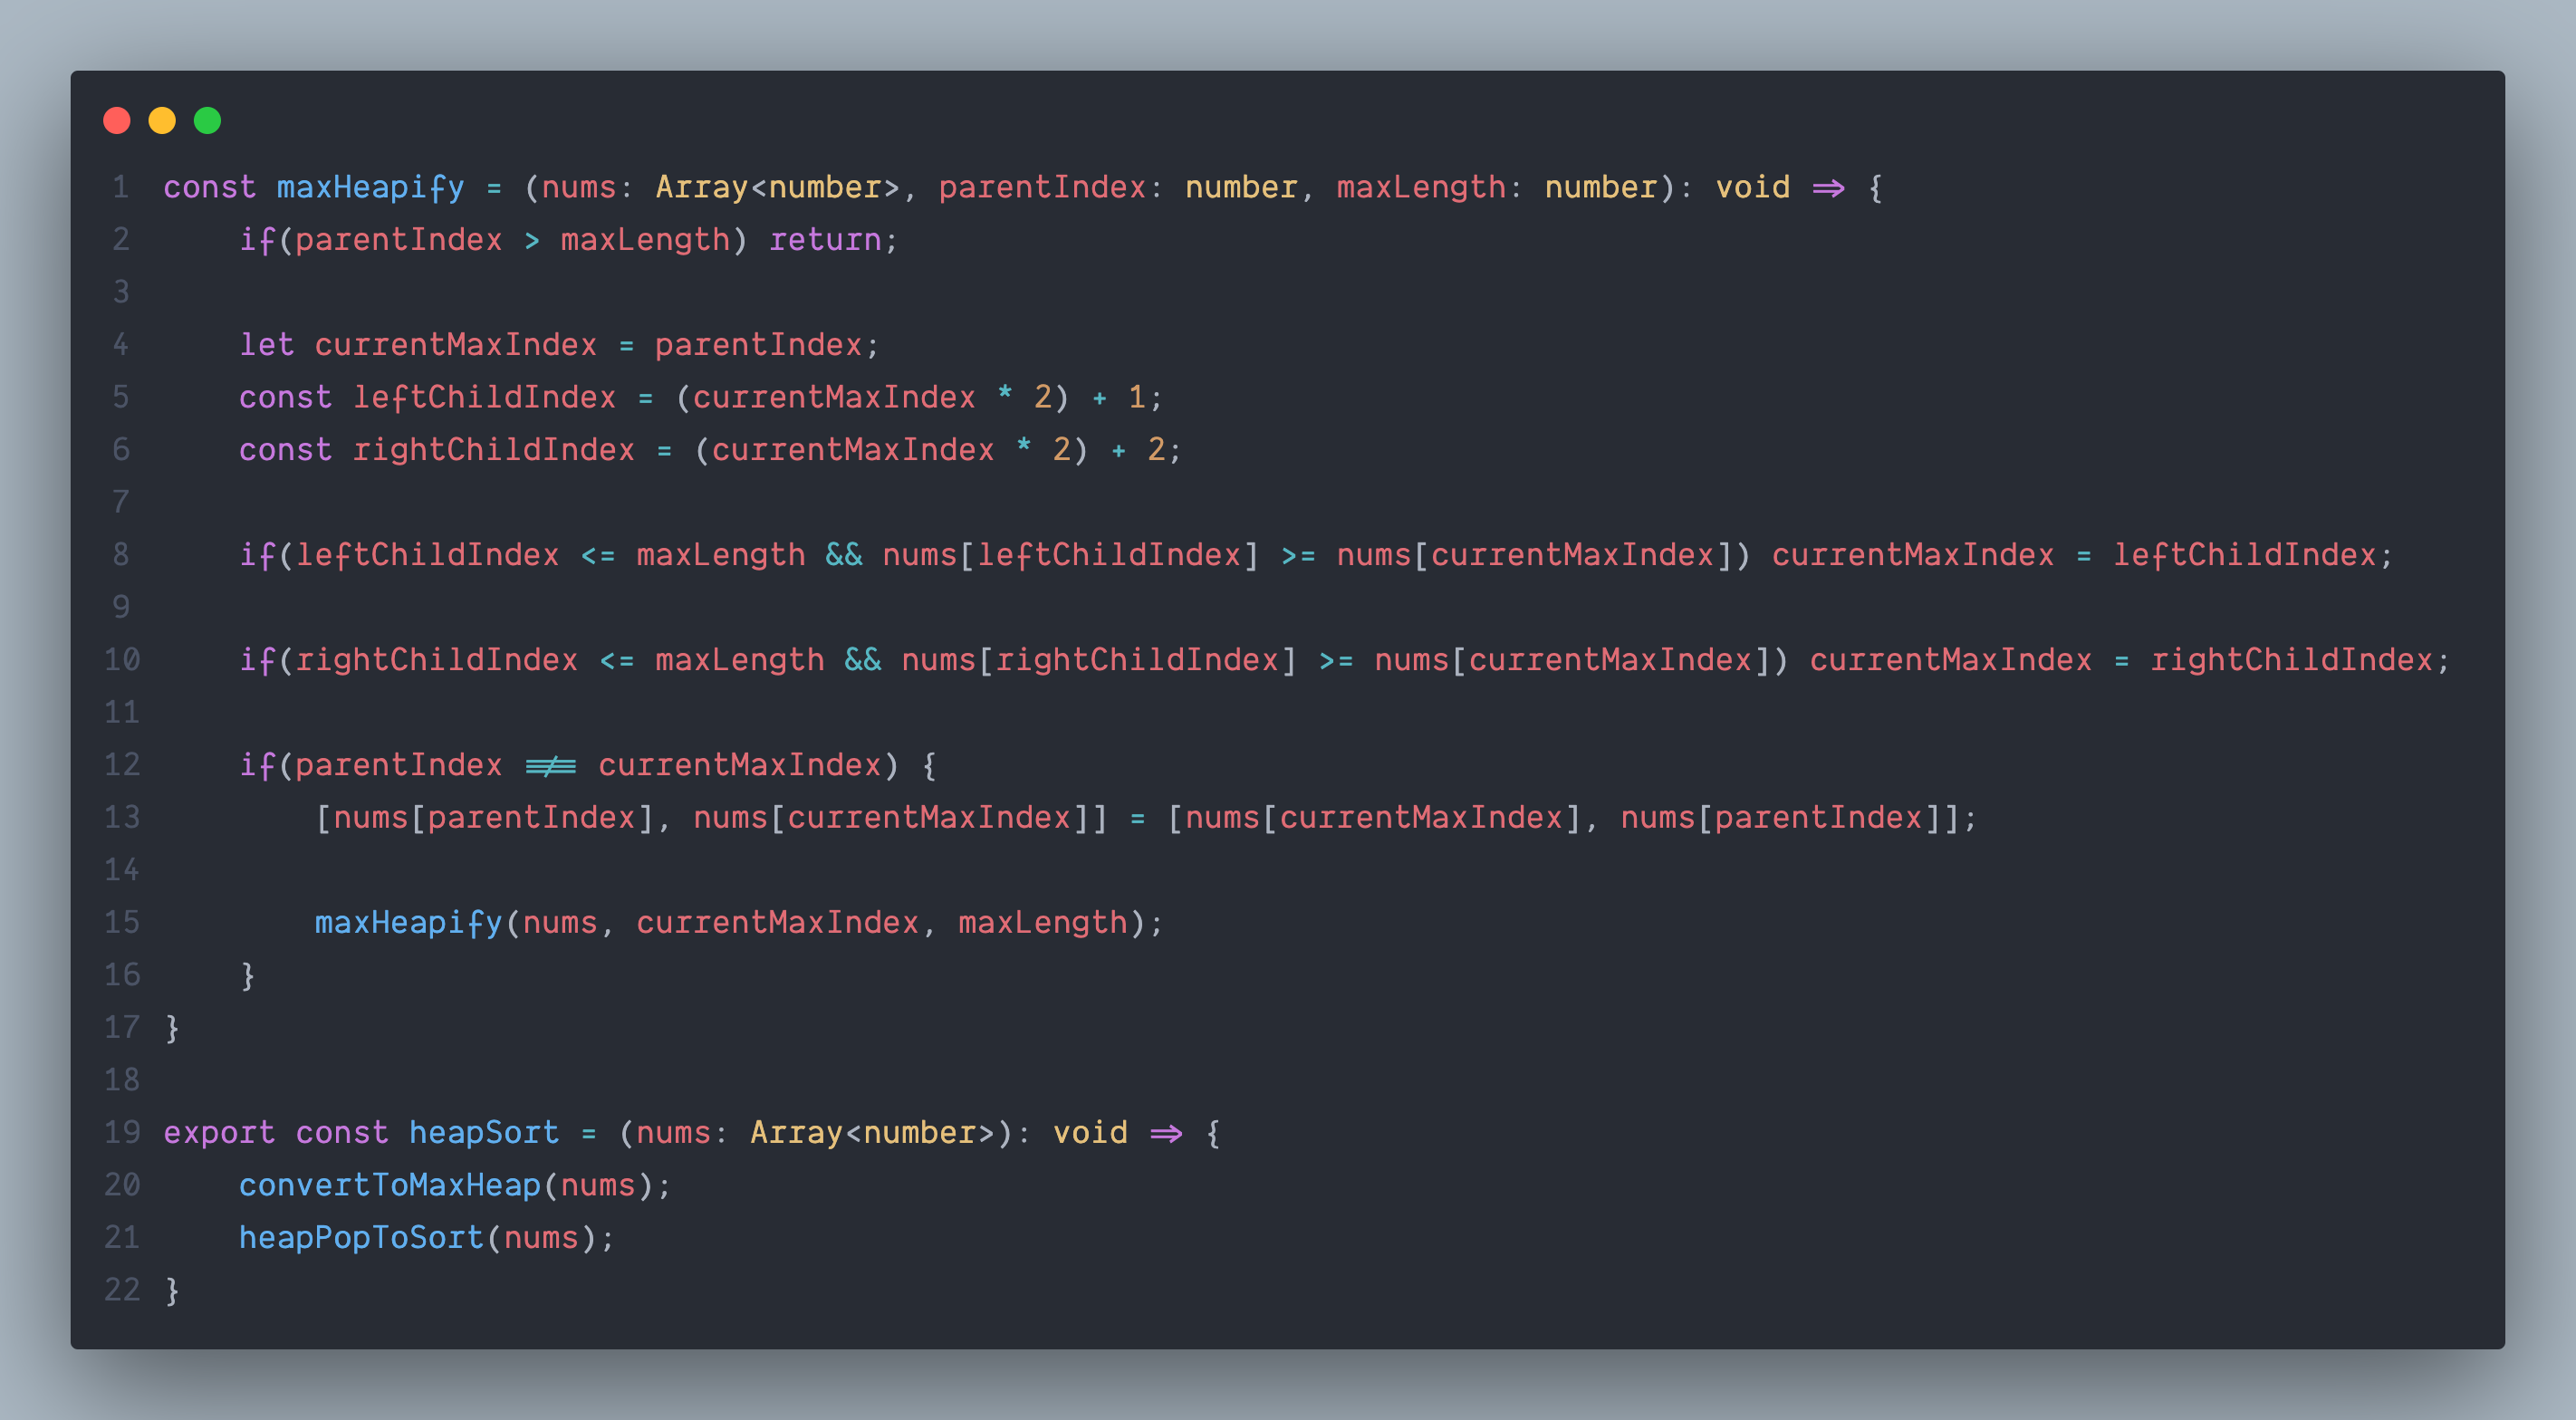 1 const maxHeapify = (nums: Array<number>, parentIndex: number, maxLength: number): void => {
2     if(parentIndex > maxLength) return;
3
4     let currentMaxIndex = parentIndex;
5     const leftChildIndex = (currentMaxIndex * 2) + 1;
6     const rightChildIndex = (currentMaxIndex * 2) + 2;
7
8     if(leftChildIndex <= maxLength && nums[leftChildIndex] >= nums[currentMaxIndex]) currentMaxIndex = leftChildIndex;
9
10     if(rightChildIndex <= maxLength && nums[rightChildIndex] >= nums[currentMaxIndex]) currentMaxIndex = rightChildIndex;
11
12     if(parentIndex !== currentMaxIndex) {
13         [nums[parentIndex], nums[currentMaxIndex]] = [nums[currentMaxIndex], nums[parentIndex]];
14
15         maxHeapify(nums, currentMaxIndex, maxLength);
16     }
17 }
18
19 export const heapSort = (nums: Array<number>): void => {
20     convertToMaxHeap(nums);
21     heapPopToSort(nums);
22 }